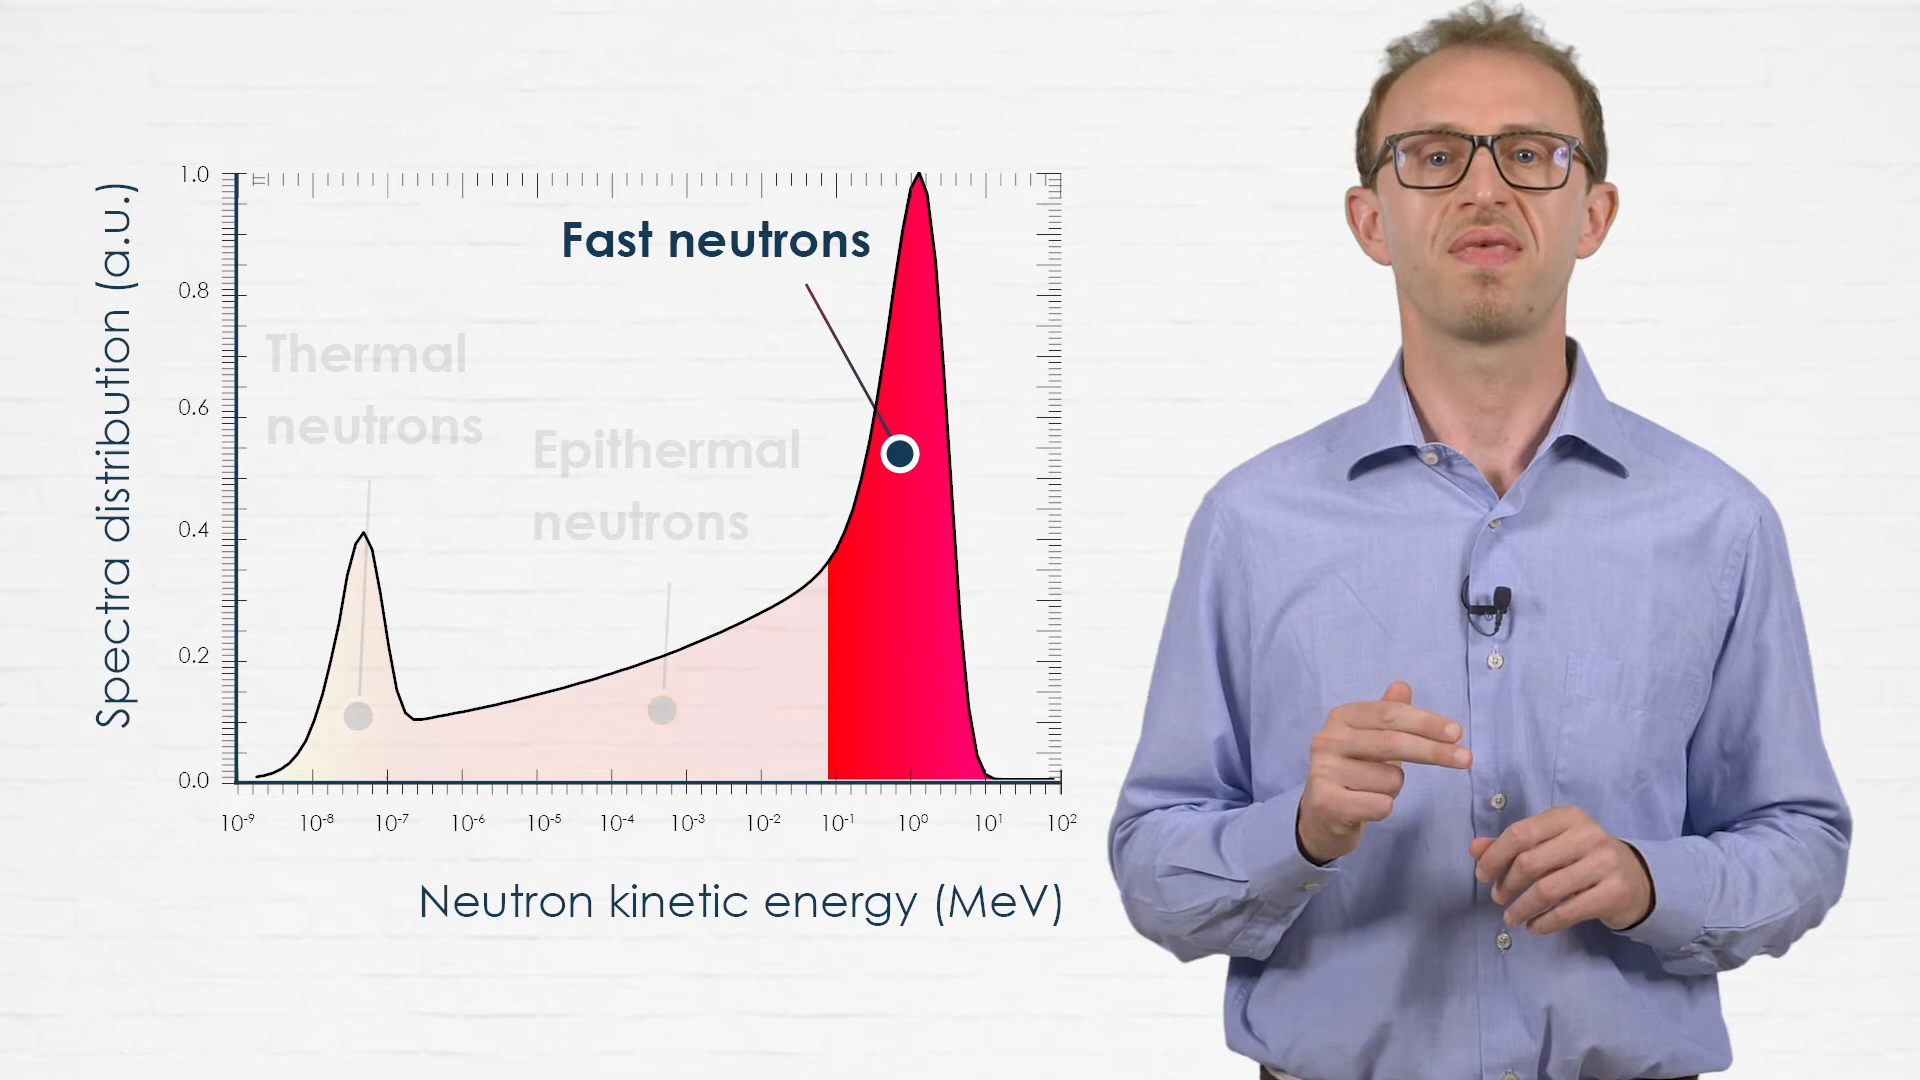 Spectra distribution (a.u.)
1.0
0.8
0.6
0.4
0.2
0.0
Fast neutrons
Thermal
neutrons
Epithermal
neutrons
10⁻⁹ 10⁻⁸ 10⁻⁷ 10⁻⁶ 10⁻⁵ 10⁻⁴ 10⁻³ 10⁻² 10⁻¹ 10⁰ 10¹ 10²
Neutron kinetic energy (MeV)